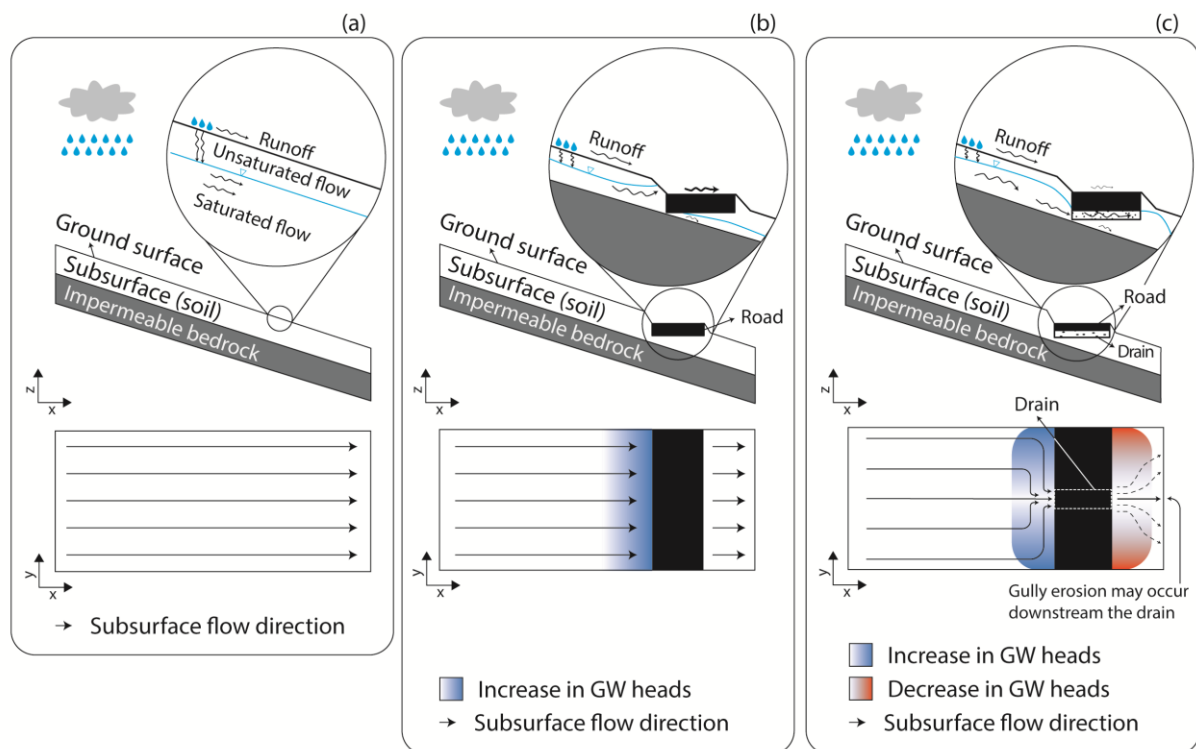 (a)
Runoff
Unsaturated flow
Saturated flow
Ground surface
Subsurface (soil)
Impermeable bedrock
z
x
y
x
Subsurface flow direction
(b)
Runoff
Ground surface
Subsurface (soil)
Impermeable bedrock
Road
z
x
y
x
Increase in GW heads
Subsurface flow direction
(c)
Runoff
Ground surface
Subsurface (soil)
Impermeable bedrock
Road
Drain
z
x
Drain
y
x
Gully erosion may occur
downstream the drain
Increase in GW heads
Decrease in GW heads
Subsurface flow direction